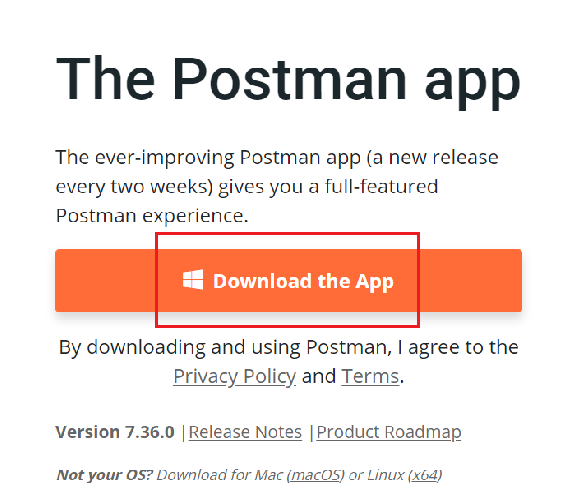 The Postman app
The ever-improving Postman app (a new release
every two weeks) gives you a full-featured
Postman experience.
Download the App
By downloading and using Postman, I agree to the
Privacy Policy and Terms.
Version 7.36.0 |Release Notes |Product Roadmap
Not your OS? Download for Mac (macOS) or Linux (x64)